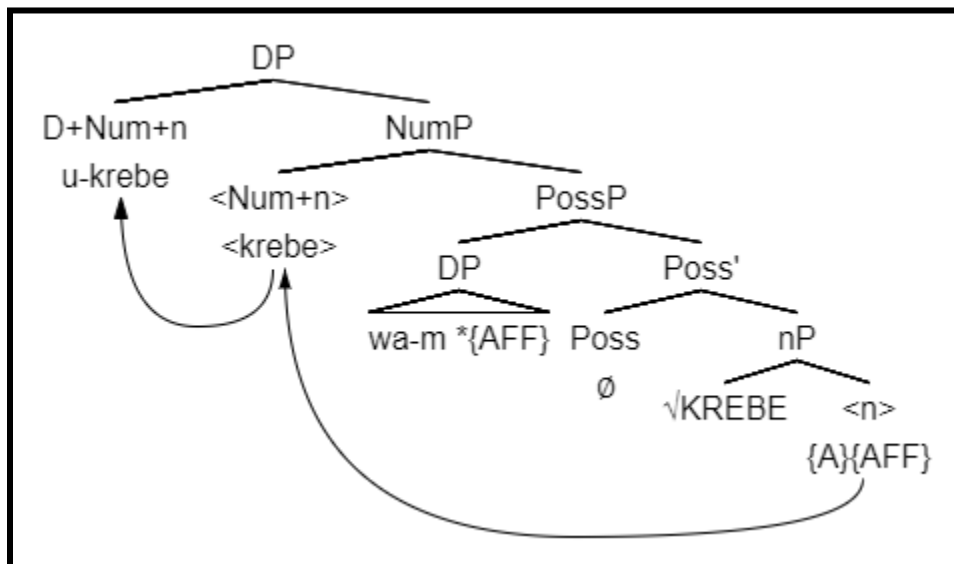 DP
D+Num+n NumP
u-krebe <Num+n> PossP
<krebe> DP Poss'
wa-m *{AFF} Poss nP
ø √KREBE <n>
{A}{AFF}